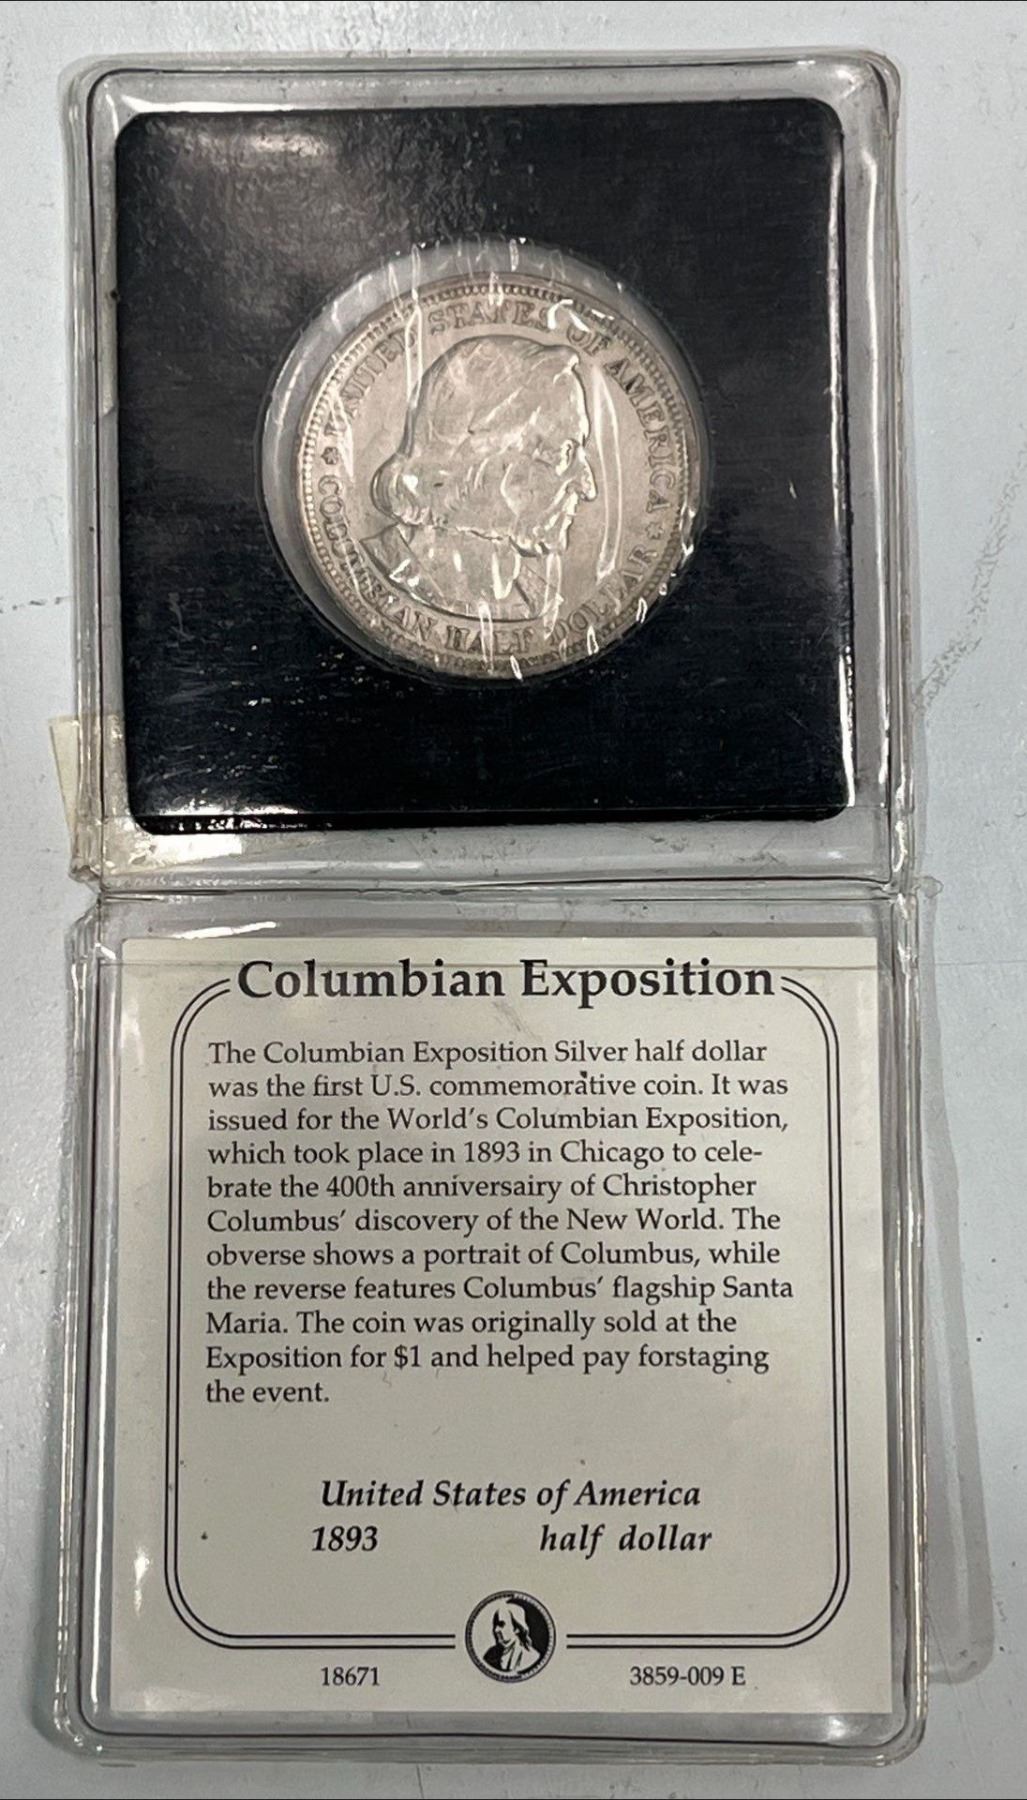 UNITED STATES OF AMERICA
COLUMBIAN HALF DOLLAR
Columbian Exposition
The Columbian Exposition Silver half dollar
was the first U.S. commemorative coin. It was
issued for the World's Columbian Exposition,
which took place in 1893 in Chicago to cele-
brate the 400th anniversairy of Christopher
Columbus' discovery of the New World. The
obverse shows a portrait of Columbus, while
the reverse features Columbus' flagship Santa
Maria. The coin was originally sold at the
Exposition for $1 and helped pay forstaging
the event.
United States of America
1893 half dollar
18671 3859-009 E